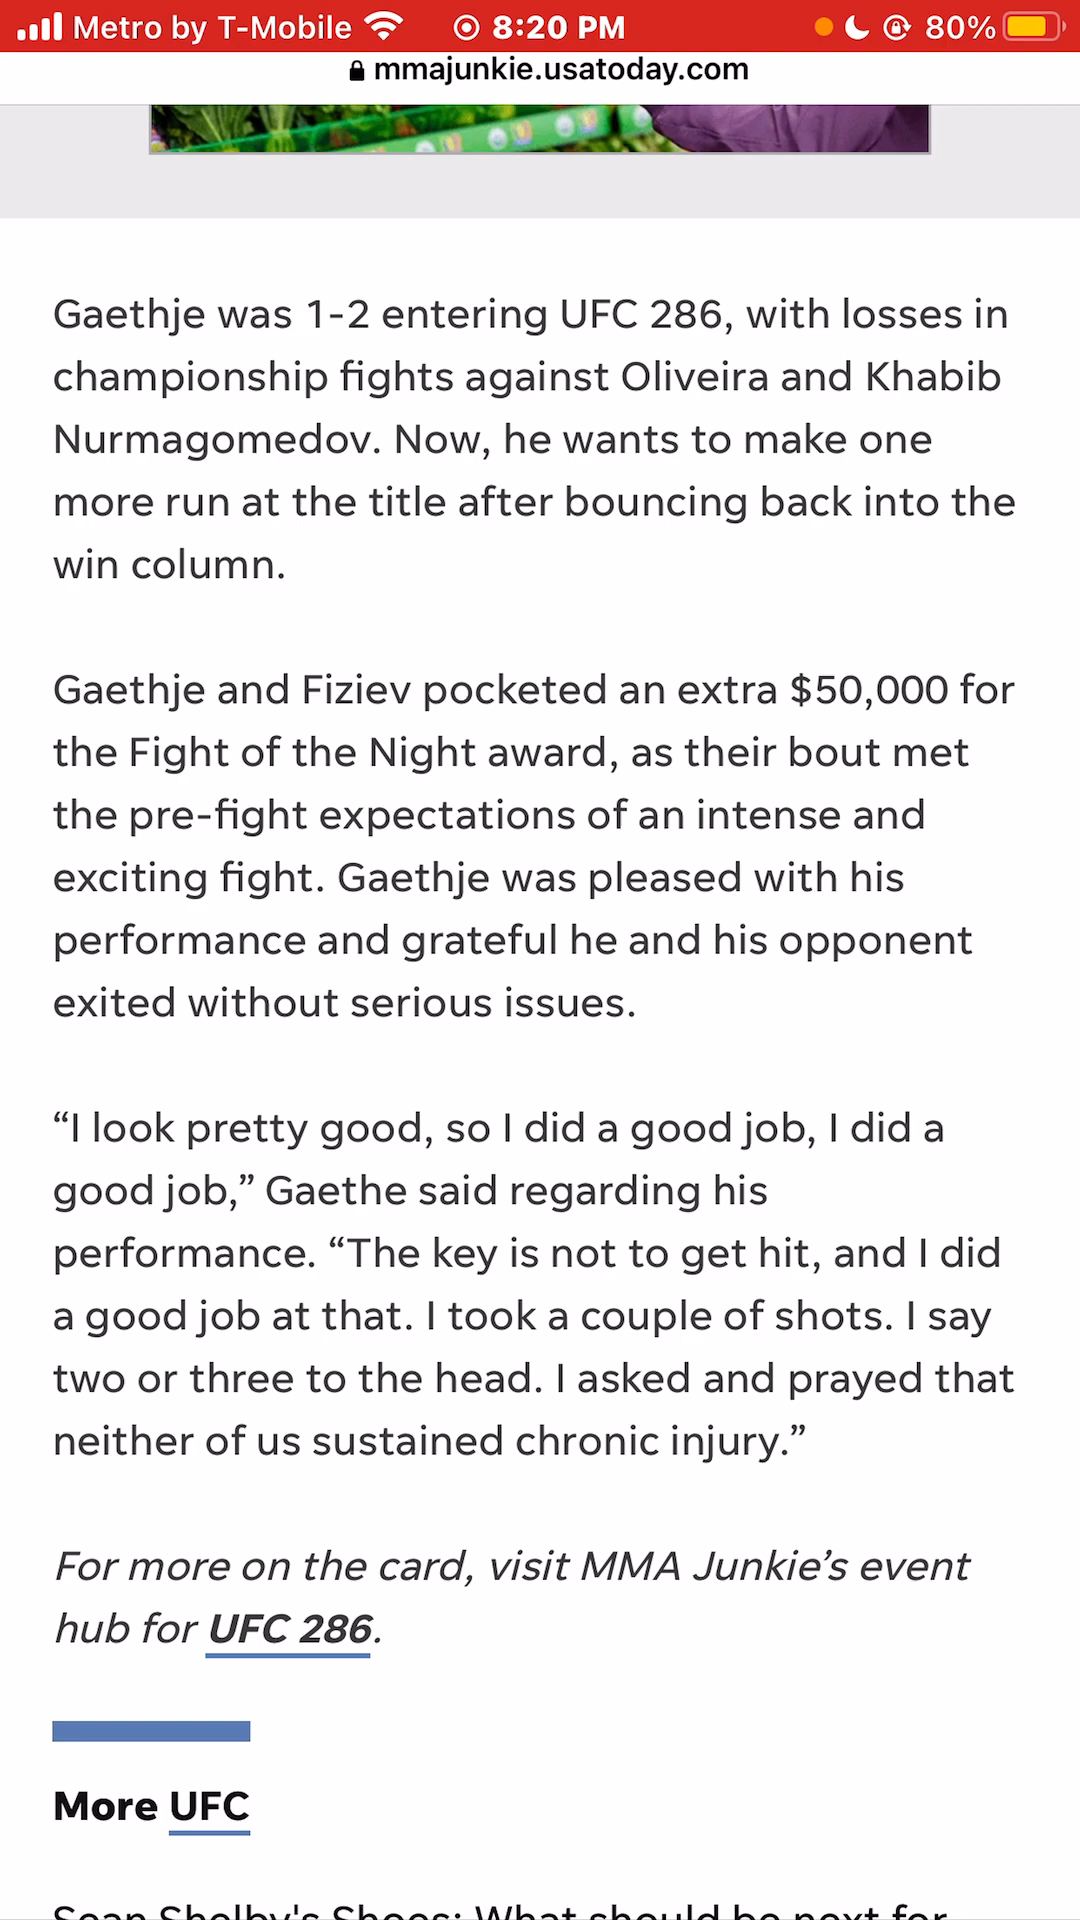 Metro by T-Mobile 8:20 PM 80%
mmajunkie.usatoday.com
Gaethje was 1-2 entering UFC 286, with losses in
championship fights against Oliveira and Khabib
Nurmagomedov. Now, he wants to make one
more run at the title after bouncing back into the
win column.
Gaethje and Fiziev pocketed an extra $50,000 for
the Fight of the Night award, as their bout met
the pre-fight expectations of an intense and
exciting fight. Gaethje was pleased with his
performance and grateful he and his opponent
exited without serious issues.
“I look pretty good, so I did a good job, I did a
good job,” Gaethe said regarding his
performance. “The key is not to get hit, and I did
a good job at that. I took a couple of shots. I say
two or three to the head. I asked and prayed that
neither of us sustained chronic injury.”
For more on the card, visit MMA Junkie’s event
hub for UFC 286.
More UFC
Sean Shelby's Shoes: What should be next for